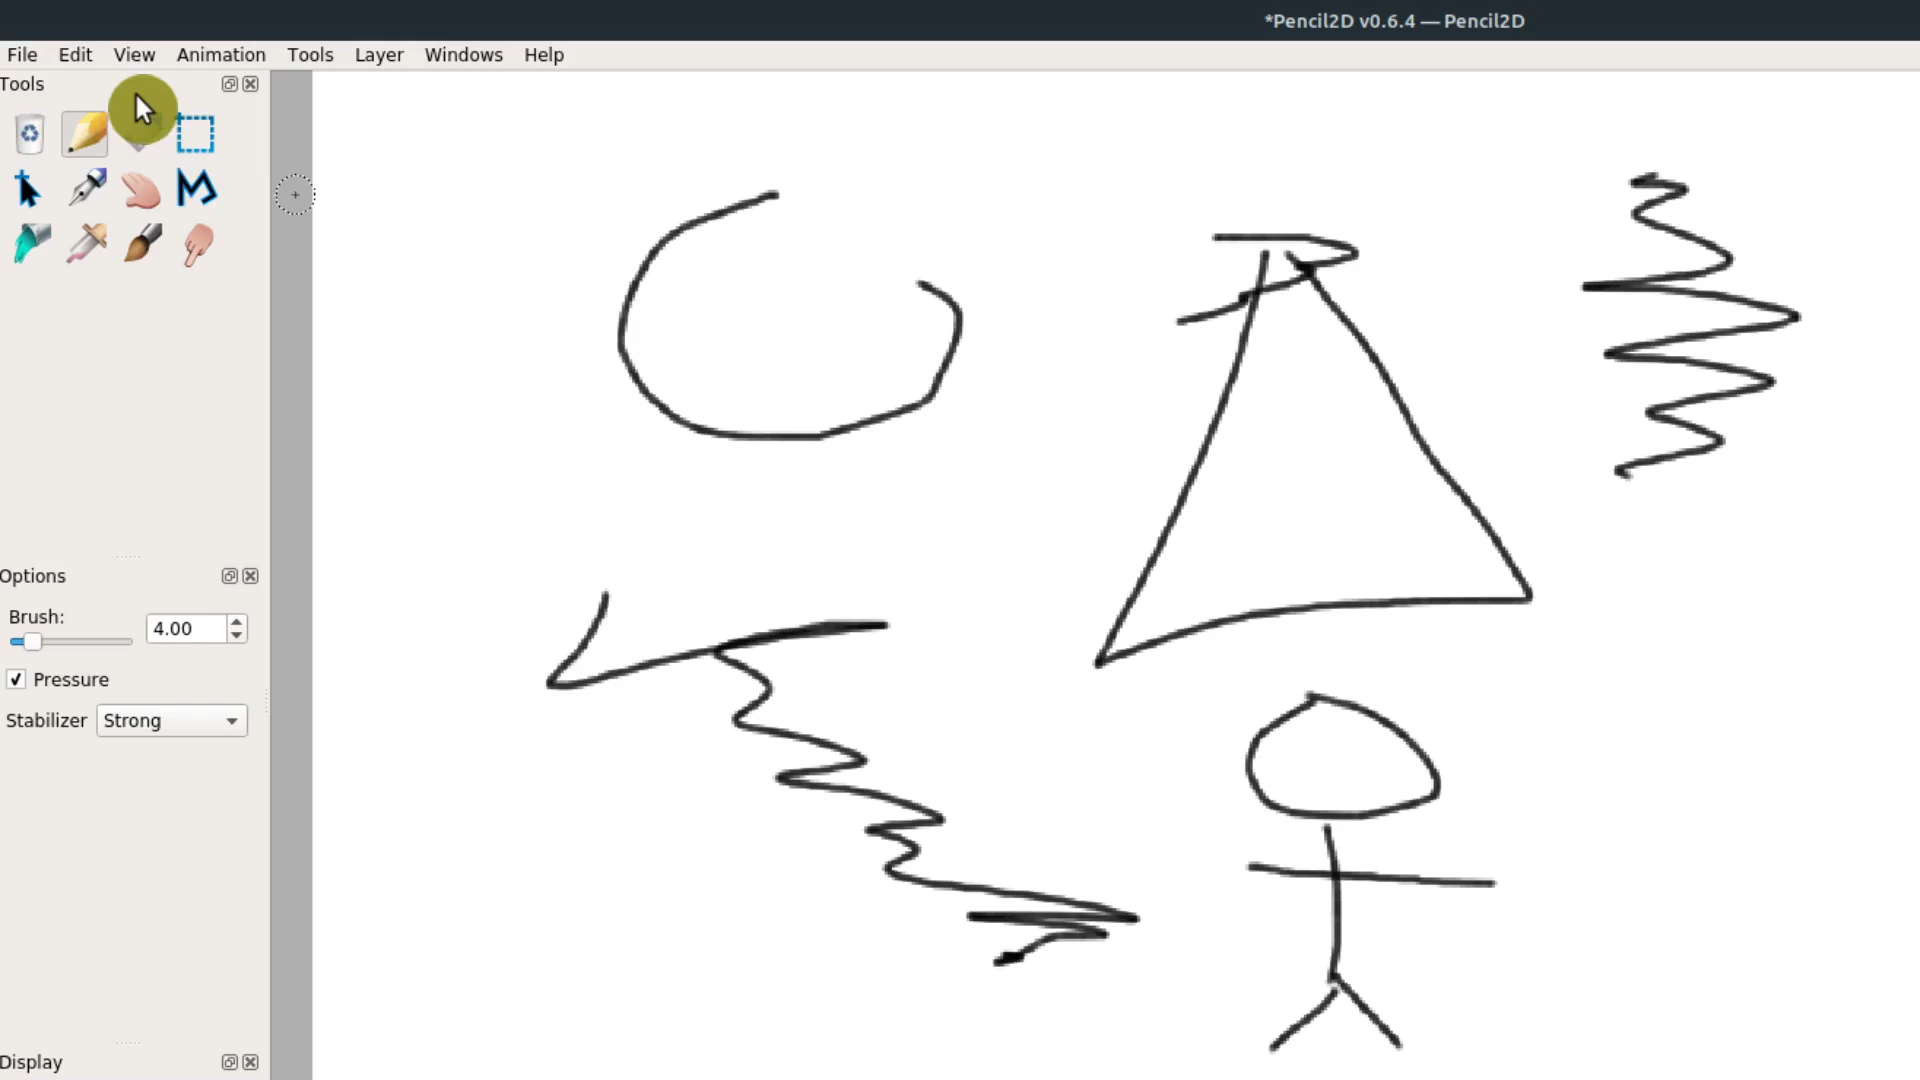 *Pencil2D v0.6.4 — Pencil2D
File Edit View Animation Tools Layer Windows Help
Tools
Options
Brush:
4.00
Pressure
Stabilizer Strong
Display